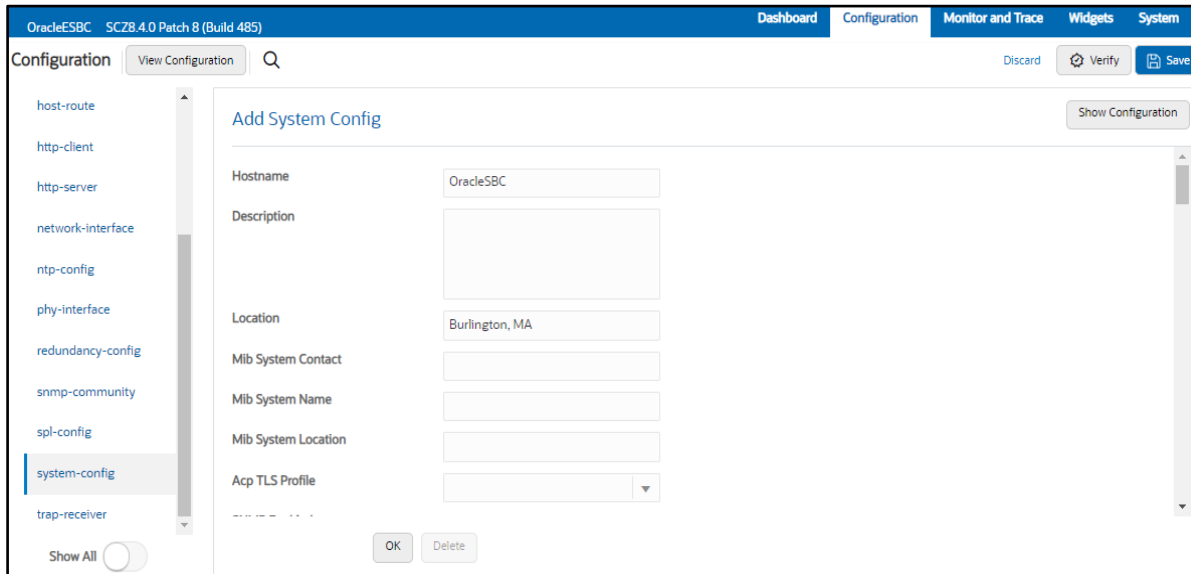 OracleESBC SCZ8.4.0 Patch 8 (Build 485)
Dashboard Configuration Monitor and Trace Widgets System
Configuration View Configuration Discard Verify Save
host-route
http-client
http-server
network-interface
ntp-config
phy-interface
redundancy-config
snmp-community
spl-config
system-config
trap-receiver
Show All
Add System Config Show Configuration
Hostname OracleSBC
Description
Location Burlington, MA
Mib System Contact
Mib System Name
Mib System Location
Acp TLS Profile
OK Delete